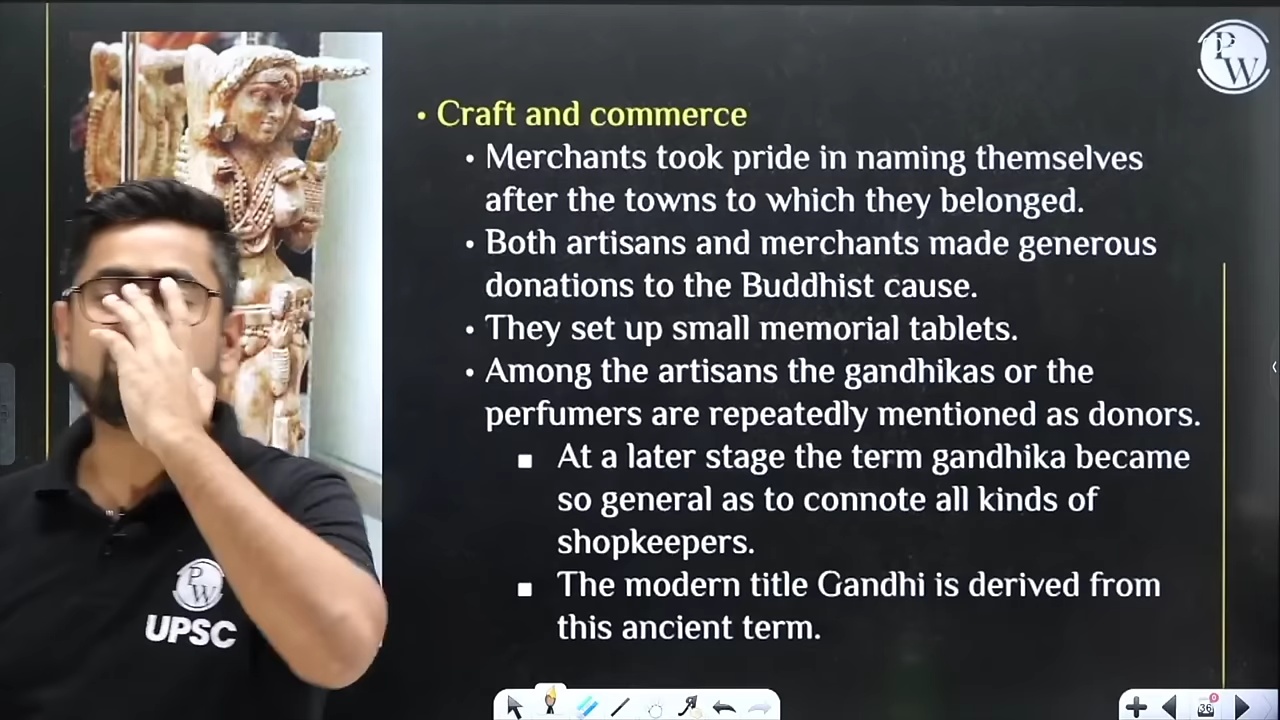 PW
• Craft and commerce
• Merchants took pride in naming themselves
after the towns to which they belonged.
• Both artisans and merchants made generous
donations to the Buddhist cause.
• They set up small memorial tablets.
• Among the artisans the gandhikas or the
perfumers are repeatedly mentioned as donors.
▪ At a later stage the term gandhika became
so general as to connote all kinds of
shopkeepers.
▪ The modern title Gandhi is derived from
this ancient term.
PW
UPSC
36